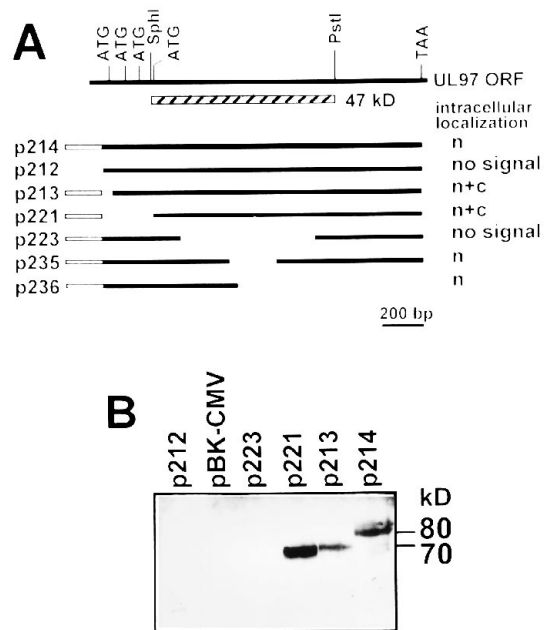 A
ATG ATG ATG SphI ATG PstI TAA
UL97 ORF
47 kD
intracellular
localization
p214 n
p212 no signal
p213 n+c
p221 n+c
p223 no signal
p235 n
p236 n
200 bp
B
p212 pBK-CMV p223 p221 p213 p214
kD
80
70